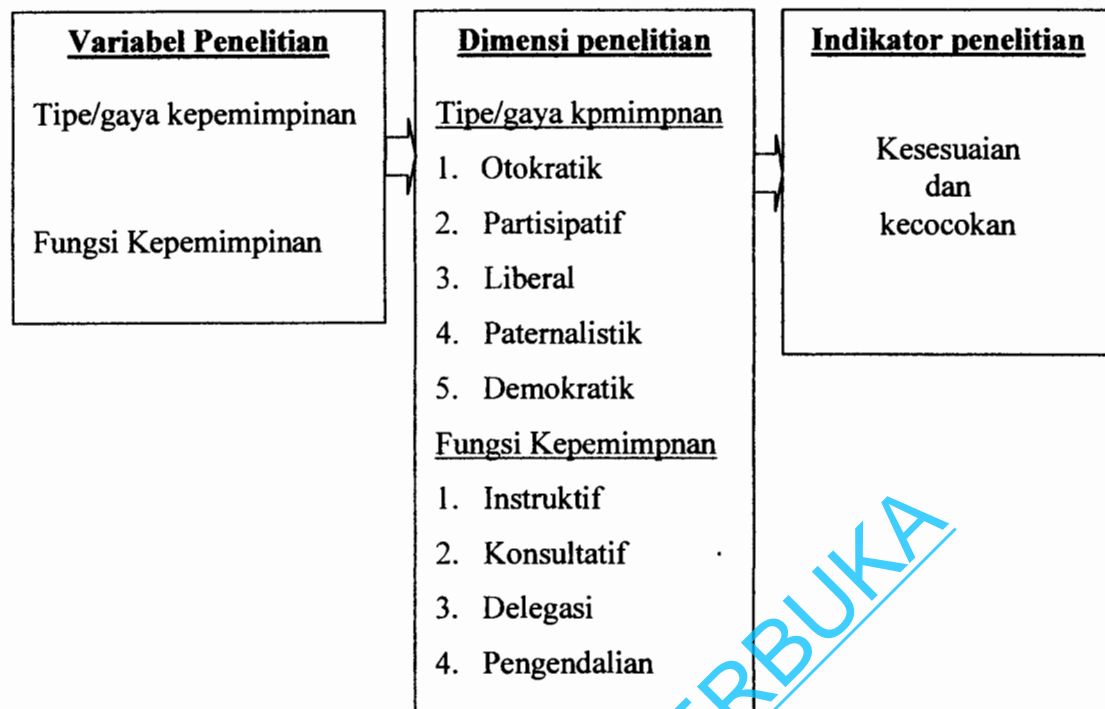 Variabel Penelitian
Tipe/gaya kepemimpinan
Fungsi Kepemimpinan
Dimensi penelitian
Tipe/gaya kpmimpnan
1. Otokratik
2. Partisipatif
3. Liberal
4. Paternalistik
5. Demokratik
Fungsi Kepemimpnan
1. Instruktif
2. Konsultatif
3. Delegasi
4. Pengendalian
Indikator penelitian
Kesesuaian
dan
kecocokan
ERBUKA